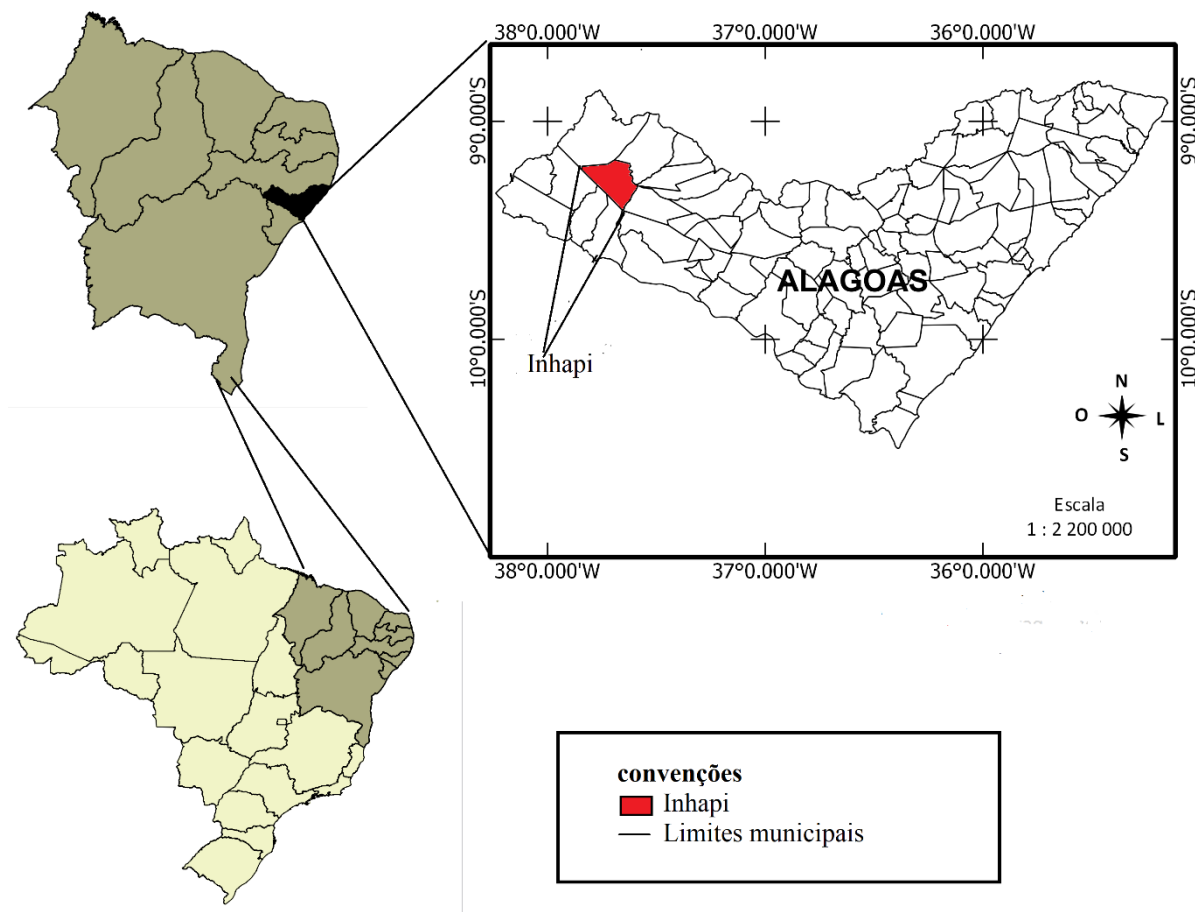 38°0.000'W 37°0.000'W 36°0.000'W
9°0.000'S
9°0.000'S
ALAGOAS
Inhapi
10°0.000'S
10°0.000'S
N
O L
S
Escala
1 : 2 200 000
38°0.000'W 37°0.000'W 36°0.000'W
convenções
Inhapi
Limites municipais